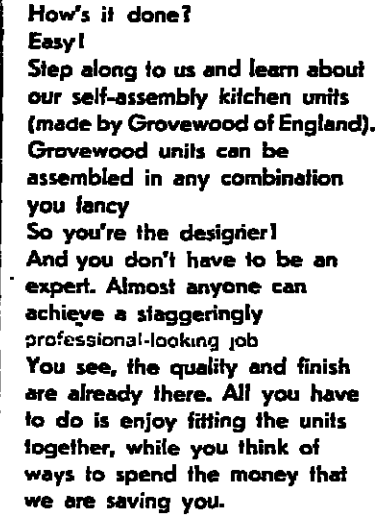 How's it done?
Easy!
Step along to us and learn about
our self-assembly kitchen units
(made by Grovewood of England).
Grovewood units can be
assembled in any combination
you fancy
So you're the designer!
And you don't have to be an
expert. Almost anyone can
achieve a staggeringly
professional-looking job
You see, the quality and finish
are already there. All you have
to do is enjoy fitting the units
together, while you think of
ways to spend the money that
we are saving you.